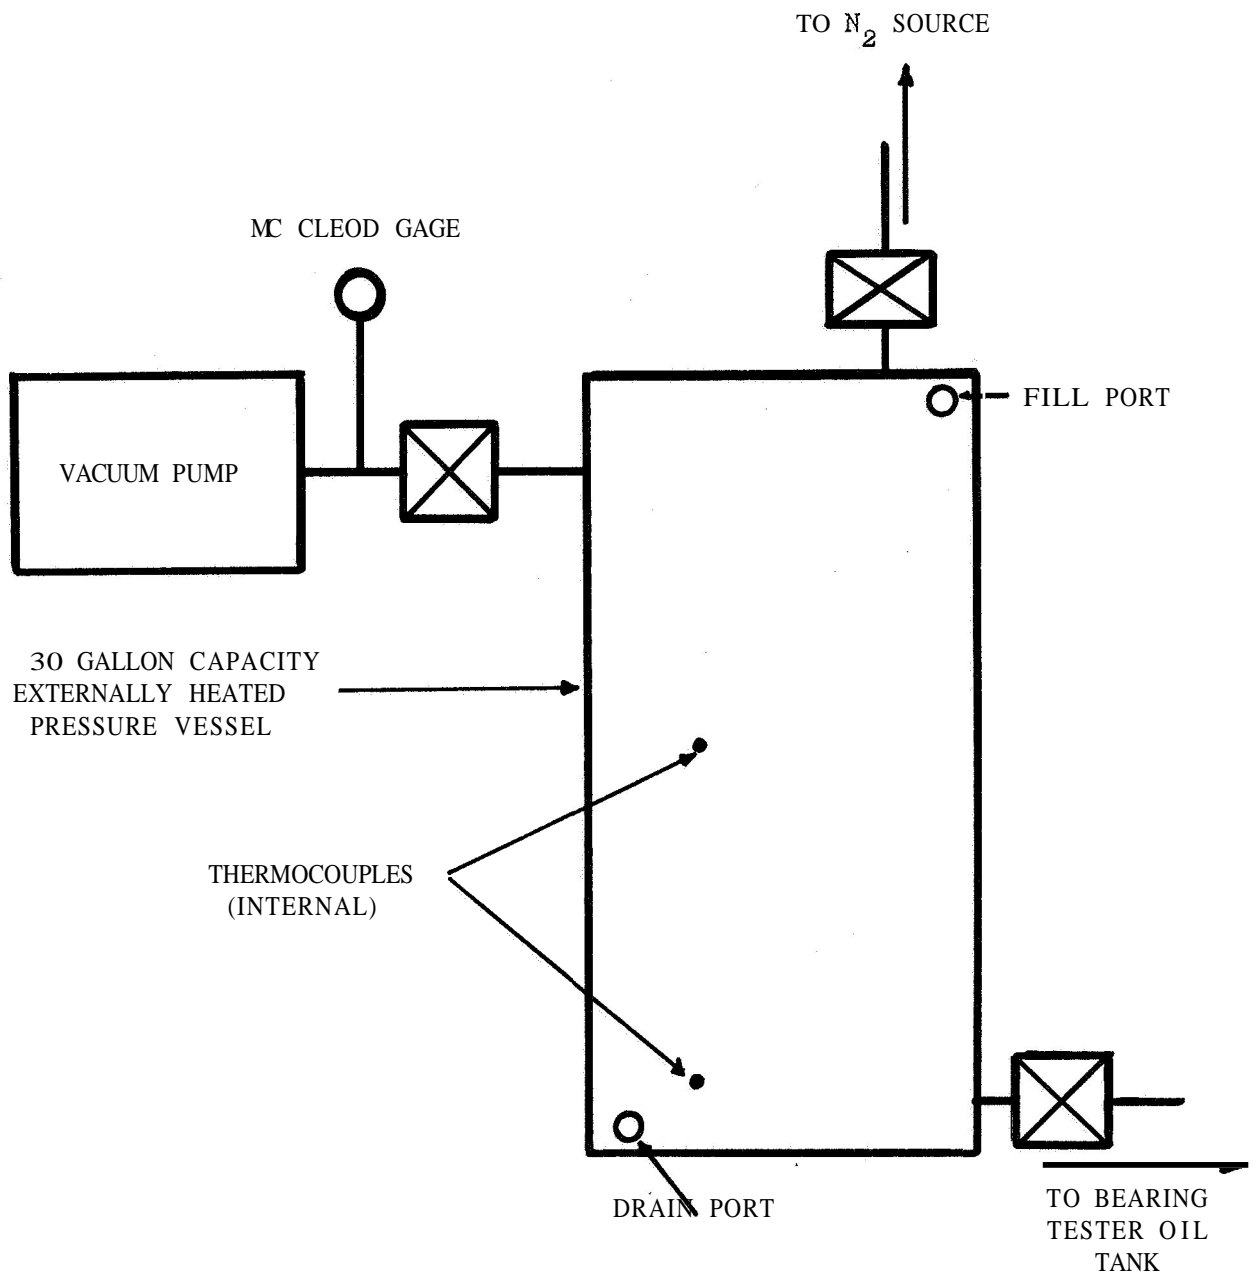 TO N₂ SOURCE
MC CLEOD GAGE
FILL PORT
VACUUM PUMP
30 GALLON CAPACITY
EXTERNALLY HEATED
PRESSURE VESSEL
THERMOCOUPLES
(INTERNAL)
DRAIN PORT
TO BEARING
TESTER OIL
TANK